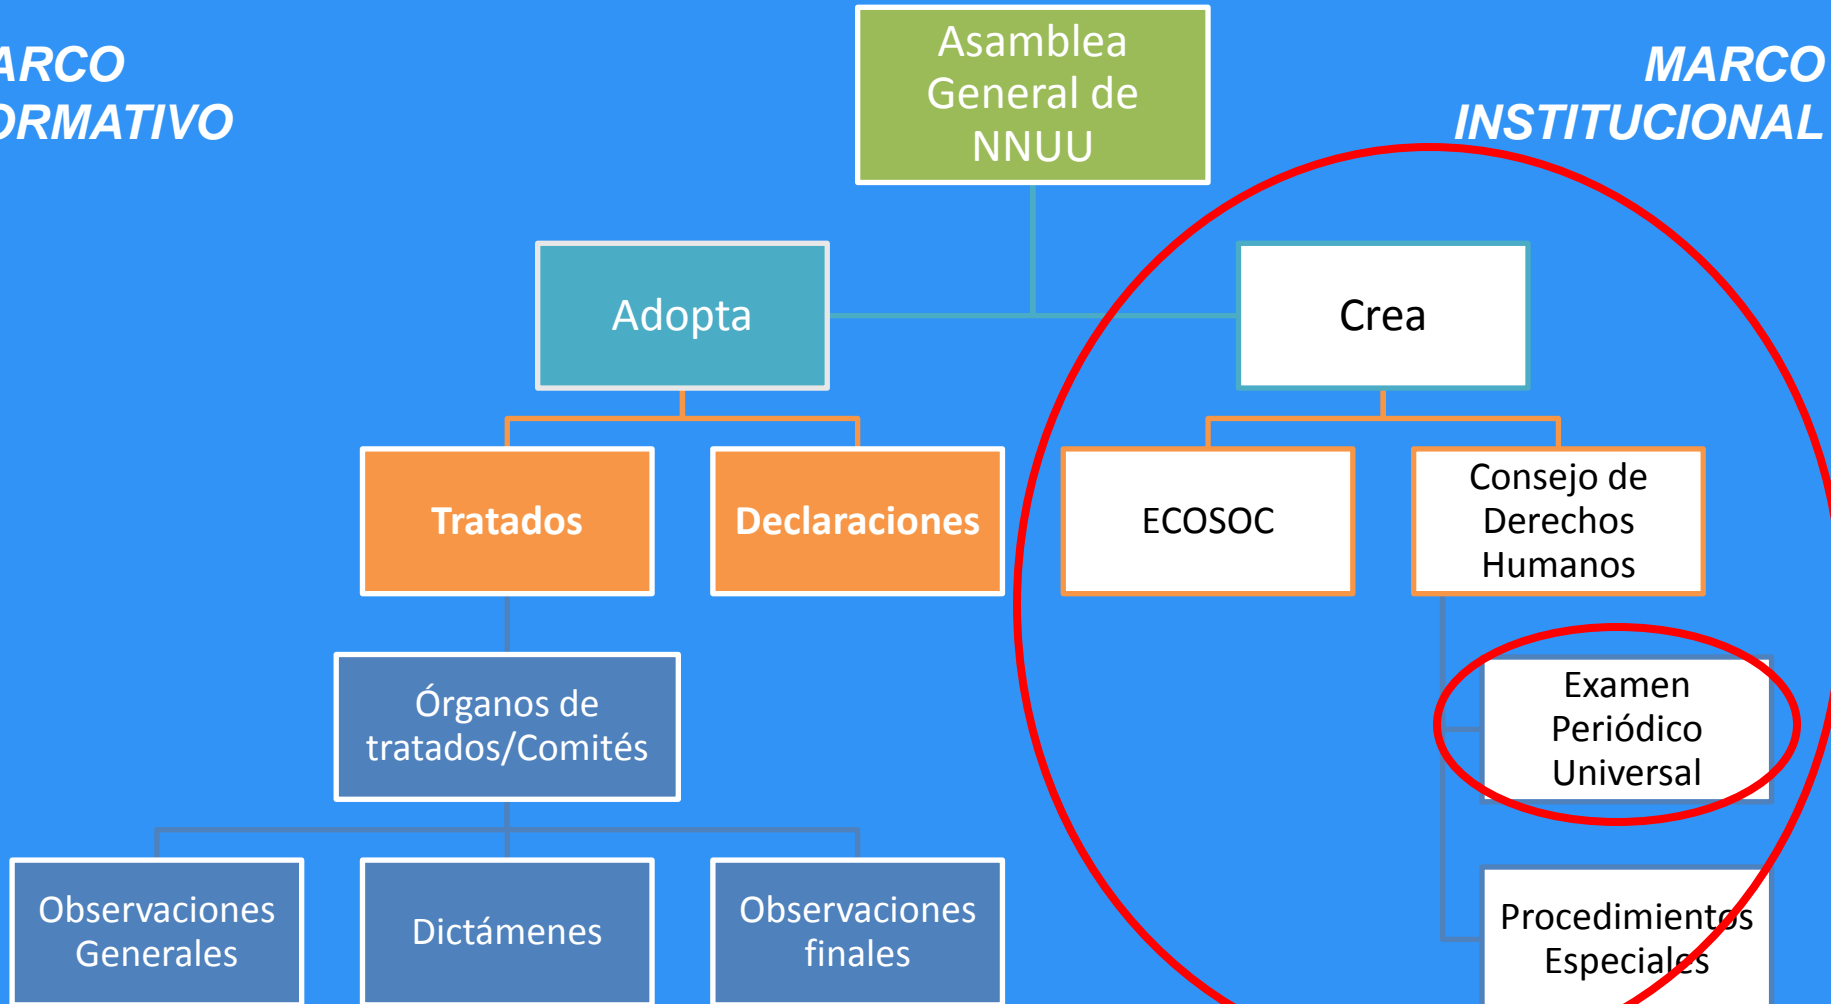 ARCO
ORMATIVO
Asamblea
General de
NNUU
MARCO
INSTITUCIONAL
Adopta
Crea
Tratados
Declaraciones
ECOSOC
Consejo de
Derechos
Humanos
Órganos de
tratados/Comités
Examen
Periódico
Universal
Observaciones
Generales
Dictámenes
Observaciones
finales
Procedimientos
Especiales